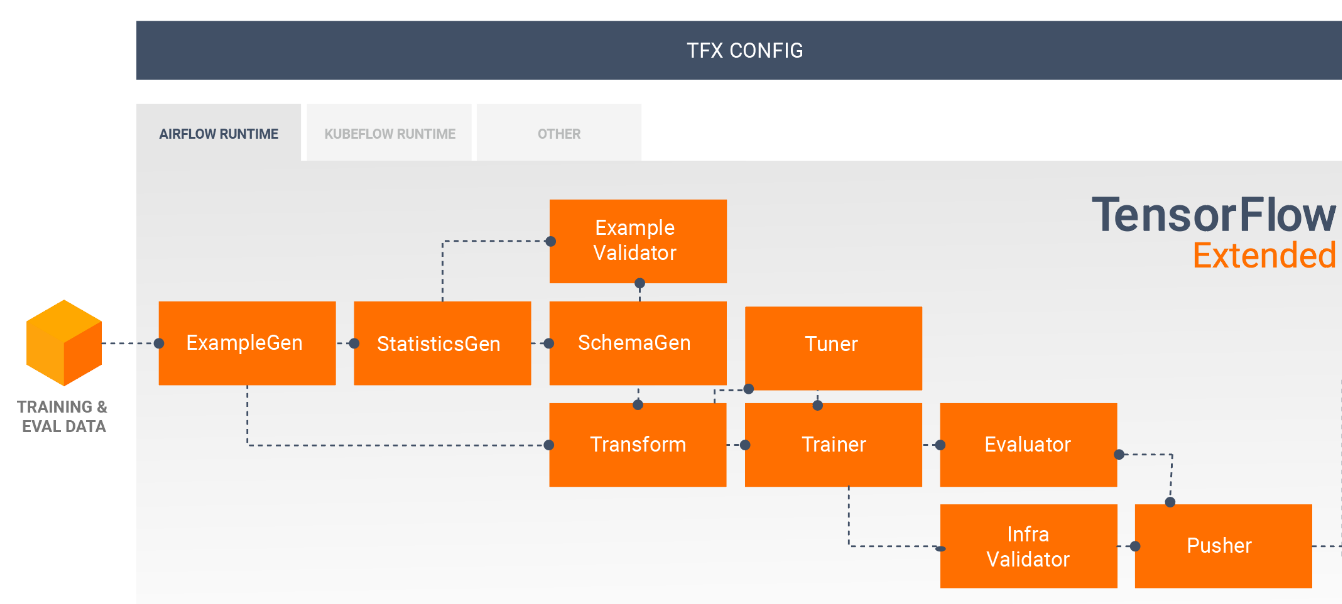 TFX CONFIG
AIRFLOW RUNTIME
KUBEFLOW RUNTIME
OTHER
TensorFlow
Extended
Example
Validator
ExampleGen
StatisticsGen
SchemaGen
Tuner
TRAINING &
EVAL DATA
Transform
Trainer
Evaluator
Infra
Validator
Pusher